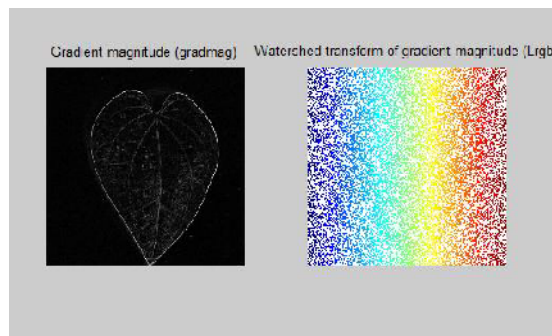 Gradient magnitude (gradmag)
Watershed transform of gradient magnitude (Lrgb